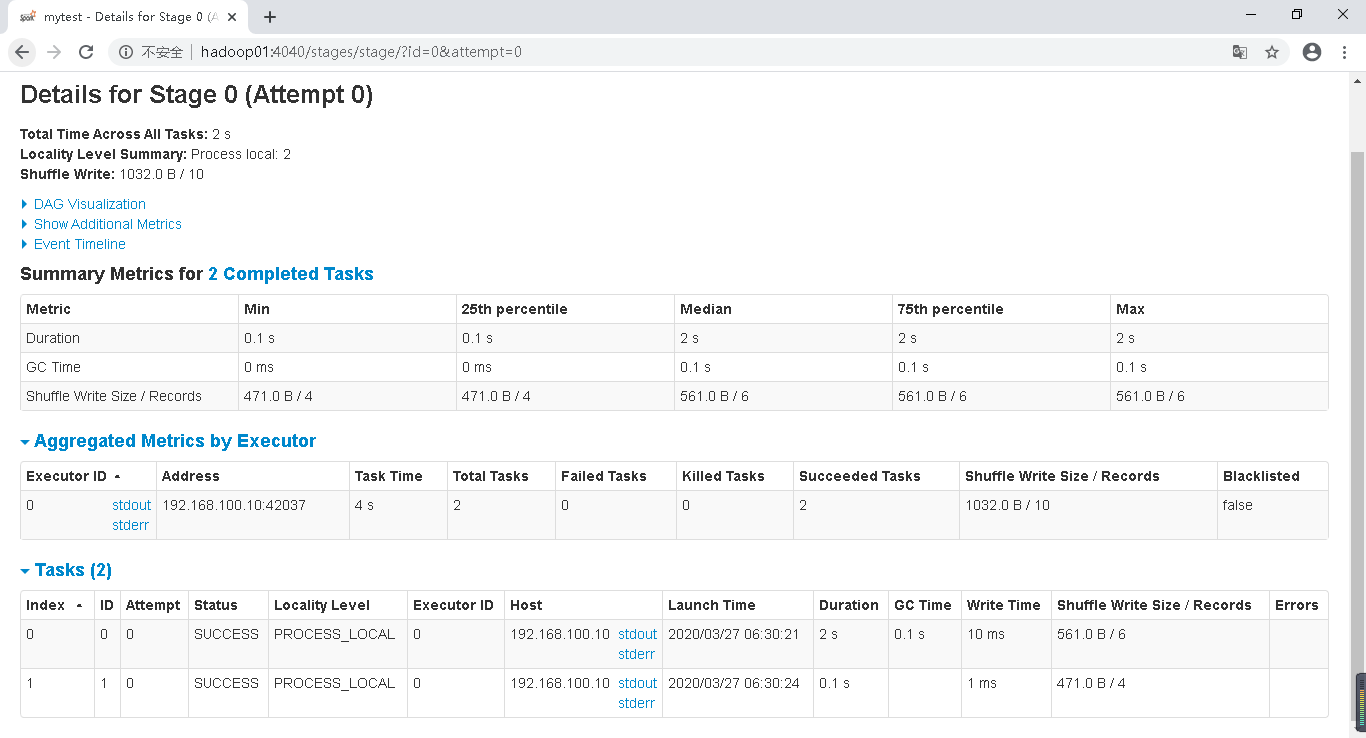 mytest - Details for Stage 0 (A
不安全 hadoop01:4040/stages/stage/?id=0&attempt=0
Details for Stage 0 (Attempt 0)
Total Time Across All Tasks: 2 s
Locality Level Summary: Process local: 2
Shuffle Write: 1032.0 B / 10
DAG Visualization
Show Additional Metrics
Event Timeline
Summary Metrics for 2 Completed Tasks
Metric Min 25th percentile Median 75th percentile Max
Duration 0.1 s 0.1 s 2 s 2 s 2 s
GC Time 0 ms 0 ms 0.1 s 0.1 s 0.1 s
Shuffle Write Size / Records 471.0 B / 4 471.0 B / 4 561.0 B / 6 561.0 B / 6 561.0 B / 6
Aggregated Metrics by Executor
Executor ID Address Task Time Total Tasks Failed Tasks Killed Tasks Succeeded Tasks Shuffle Write Size / Records Blacklisted
0 stdout 192.168.100.10:42037 4 s 2 0 0 2 1032.0 B / 10 false
stderr
Tasks (2)
Index ID Attempt Status Locality Level Executor ID Host Launch Time Duration GC Time Write Time Shuffle Write Size / Records Errors
0 0 0 SUCCESS PROCESS_LOCAL 0 192.168.100.10 stdout 2020/03/27 06:30:21 2 s 0.1 s 10 ms 561.0 B / 6
stderr
1 1 0 SUCCESS PROCESS_LOCAL 0 192.168.100.10 stdout 2020/03/27 06:30:24 0.1 s 1 ms 471.0 B / 4
stderr